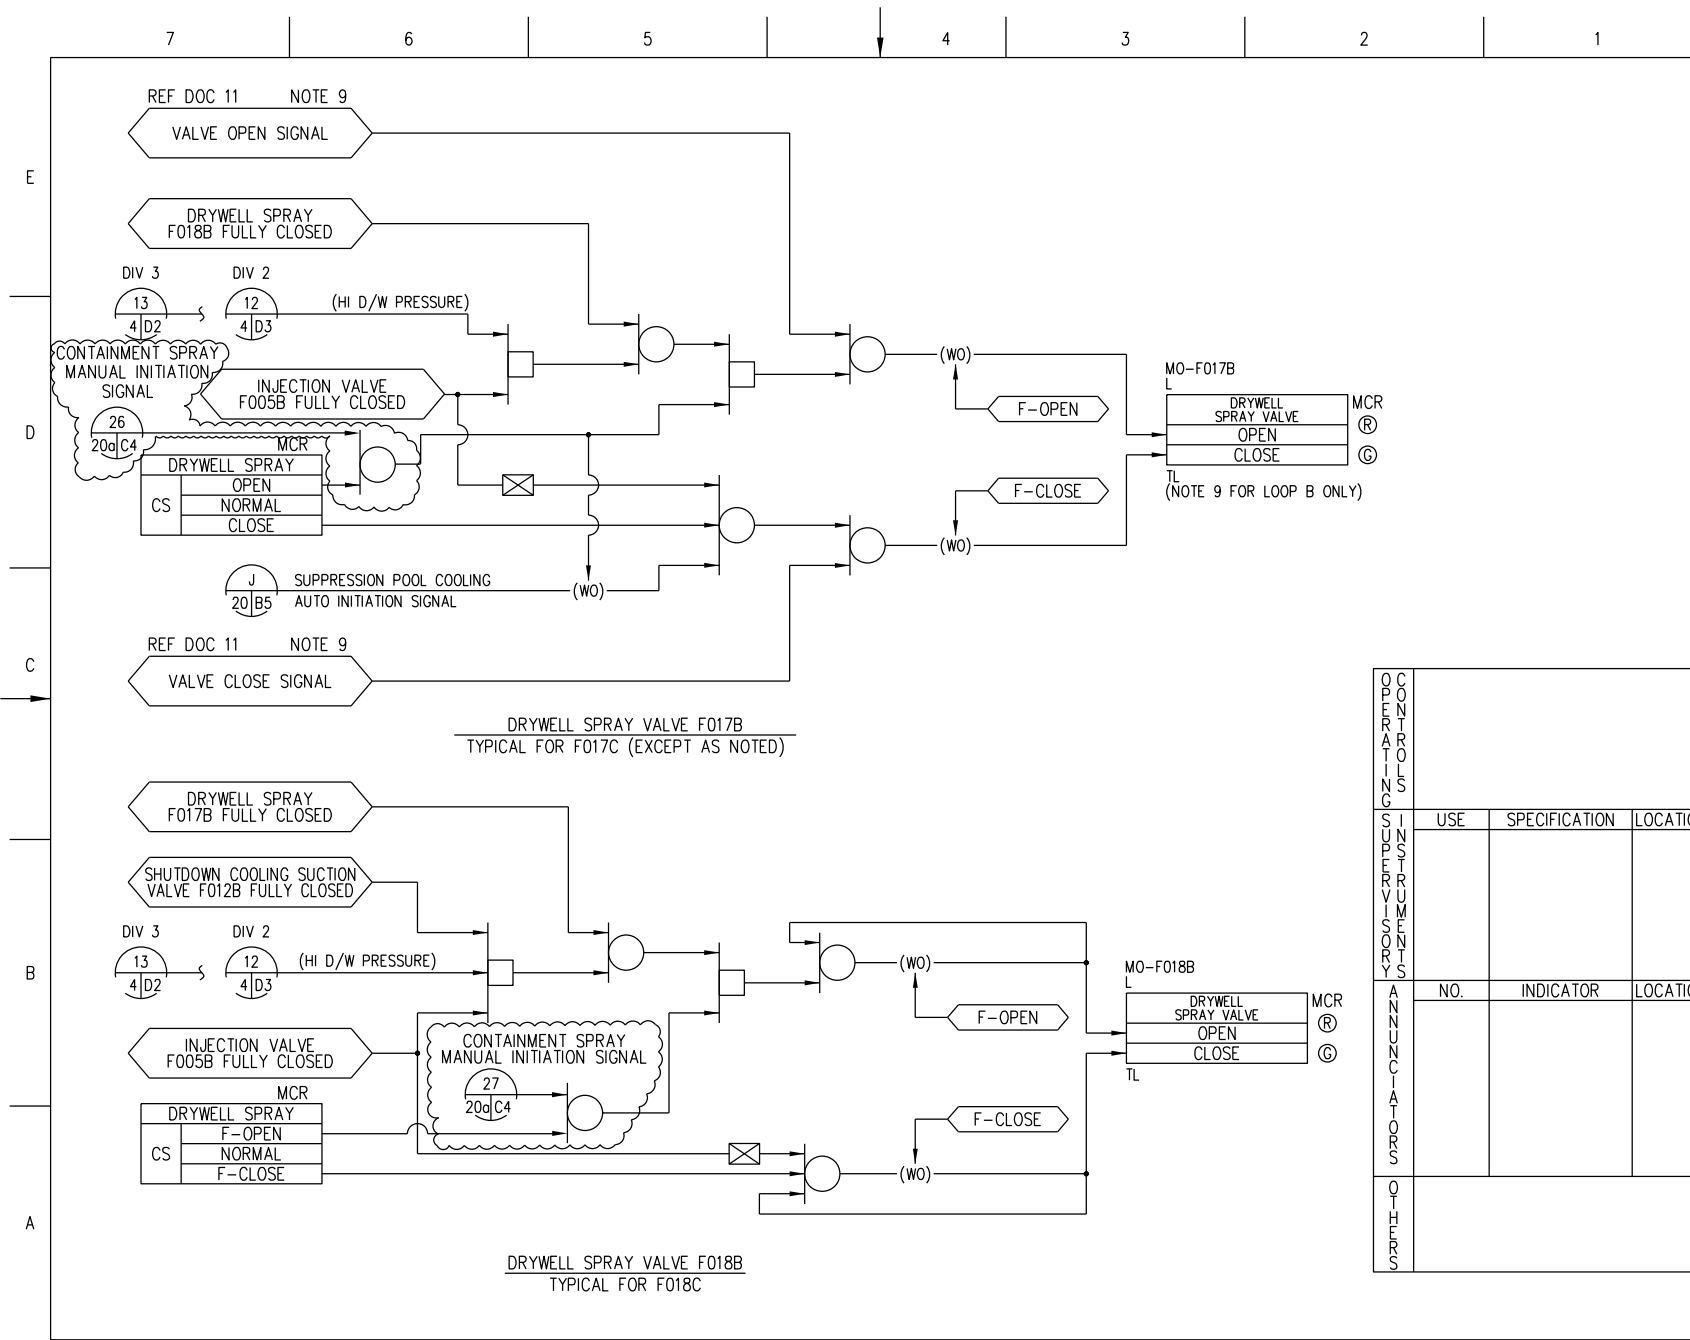 7 6 5 4 3 2 1
E
D
C
B
A
REF DOC 11 NOTE 9
VALVE OPEN SIGNAL
DRYWELL SPRAY
F018B FULLY CLOSED
DIV 3 DIV 2
13 12 (HI D/W PRESSURE)
4 D2 4 D3
CONTAINMENT SPRAY
MANUAL INITIATION
SIGNAL
INJECTION VALVE
F005B FULLY CLOSED
26
20a C4
MCR
DRYWELL SPRAY
OPEN
CS NORMAL
CLOSE
J SUPPRESSION POOL COOLING
20 B5 AUTO INITIATION SIGNAL
(WO)
REF DOC 11 NOTE 9
VALVE CLOSE SIGNAL
(WO)
F-OPEN
F-CLOSE
(WO)
MO-F017B
L
DRYWELL
SPRAY VALVE
MCR
R
OPEN
CLOSE
G
TL
(NOTE 9 FOR LOOP B ONLY)
DRYWELL SPRAY VALVE F017B
TYPICAL FOR F017C (EXCEPT AS NOTED)
DRYWELL SPRAY
F017B FULLY CLOSED
SHUTDOWN COOLING SUCTION
VALVE F012B FULLY CLOSED
DIV 3 DIV 2
13 12 (HI D/W PRESSURE)
4 D2 4 D3
INJECTION VALVE
F005B FULLY CLOSED
CONTAINMENT SPRAY
MANUAL INITIATION SIGNAL
27
20a C4
MCR
DRYWELL SPRAY
F-OPEN
CS NORMAL
F-CLOSE
(WO)
F-OPEN
F-CLOSE
(WO)
MO-F018B
L
DRYWELL
SPRAY VALVE
MCR
R
OPEN
CLOSE
G
TL
DRYWELL SPRAY VALVE F018B
TYPICAL FOR F018C
OPERATING
CONTROLS
SUPERVISORY
INSTRUMENTS
USE SPECIFICATION LOCATIO
ANNUNCIATORS
NO. INDICATOR LOCATIO
OTHERS